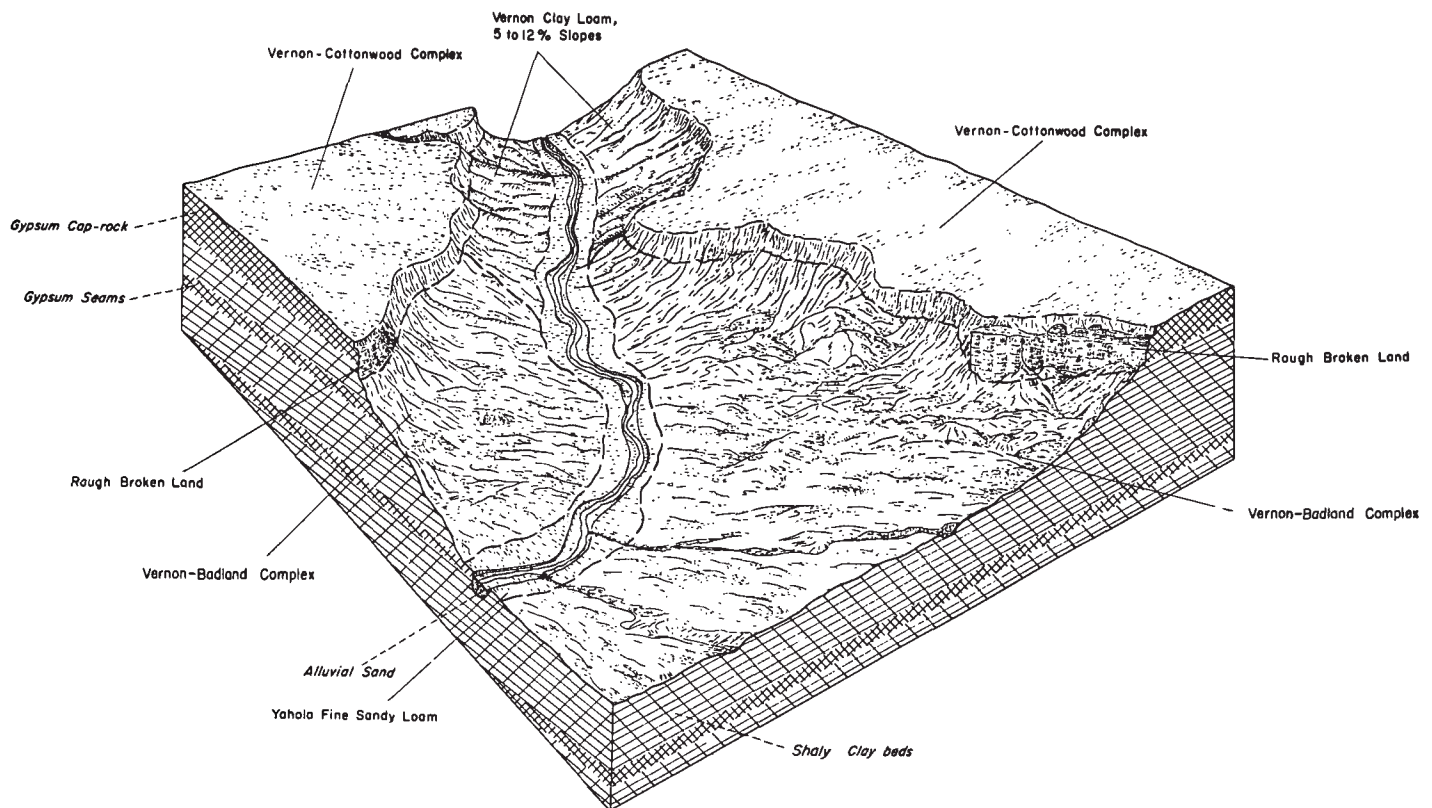 Vernon Clay Loam,
5 to 12% Slopes
Vernon-Cottonwood Complex
Vernon-Cottonwood Complex
Gypsum Cap-rock
Gypsum Seams
Rough Broken Land
Rough Broken Land
Vernon-Badland Complex
Vernon-Badland Complex
Alluvial Sand
Yahola Fine Sandy Loam
Shaly Clay beds